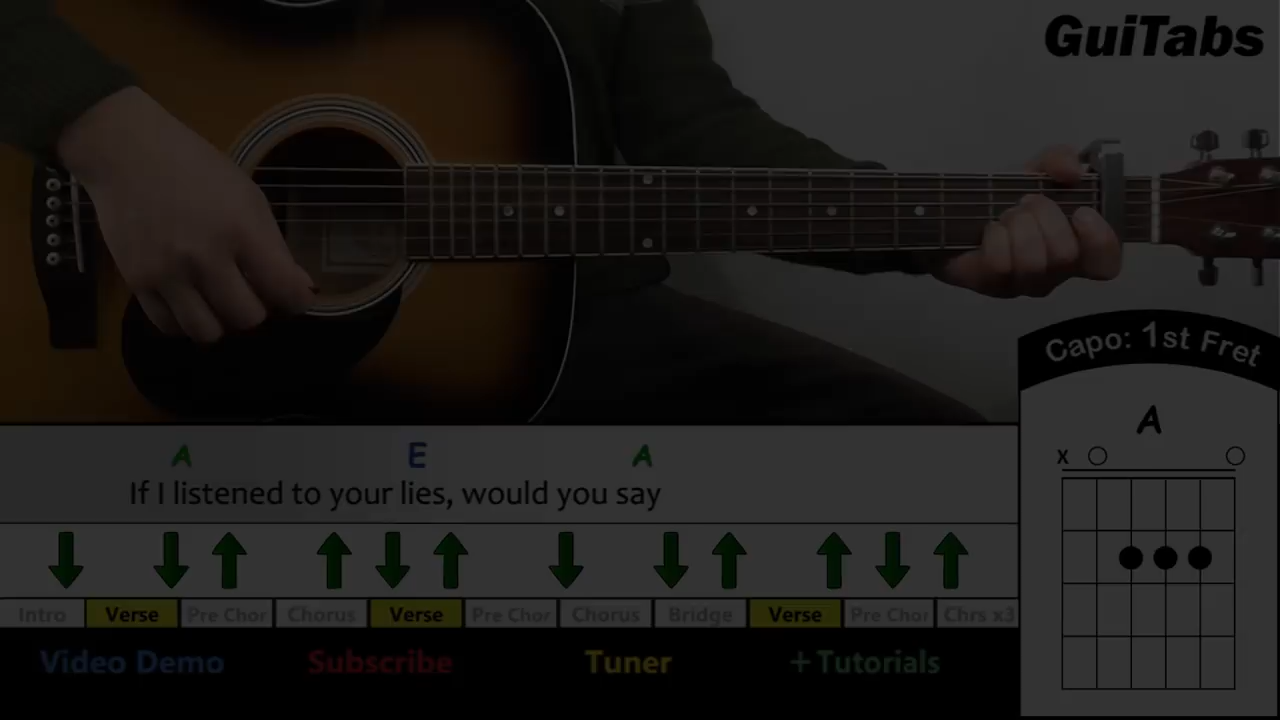 GuiTabs
Capo: 1st Fret
A
x
A E A
If I listened to your lies, would you say
Intro Verse Pre Chor Chorus Verse Pre Chor Chorus Bridge Verse Pre Chor Chrs x3
Video Demo Subscribe Tuner + Tutorials